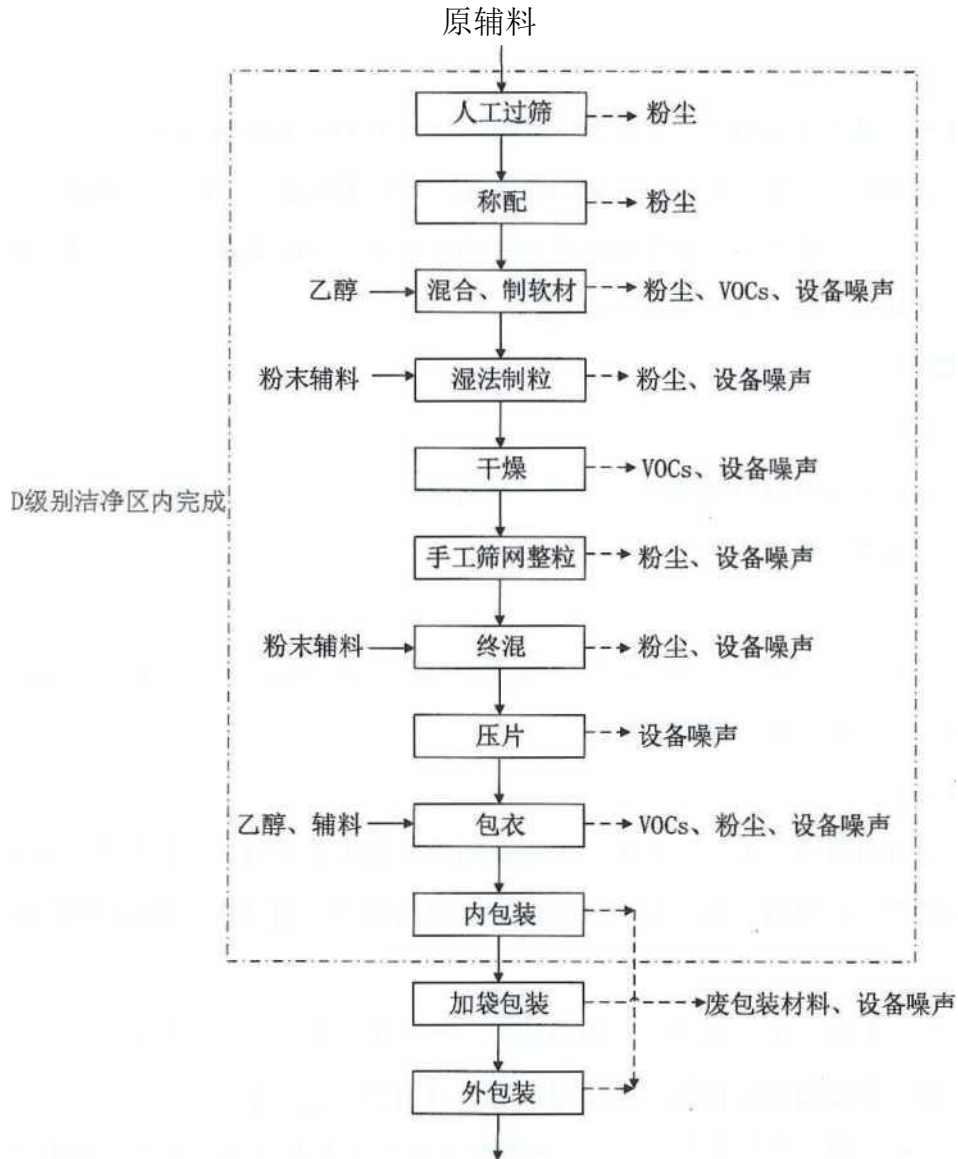 原辅料
人工过筛
粉尘
称配
粉尘
乙醇
混合、制软材
粉尘、VOCs、设备噪声
粉末辅料
湿法制粒
粉尘、设备噪声
干燥
VOCs、设备噪声
D级别洁净区内完成
手工筛网整粒
粉尘、设备噪声
粉末辅料
终混
粉尘、设备噪声
压片
设备噪声
乙醇、辅料
包衣
VOCs、粉尘、设备噪声
内包装
加袋包装
废包装材料、设备噪声
外包装